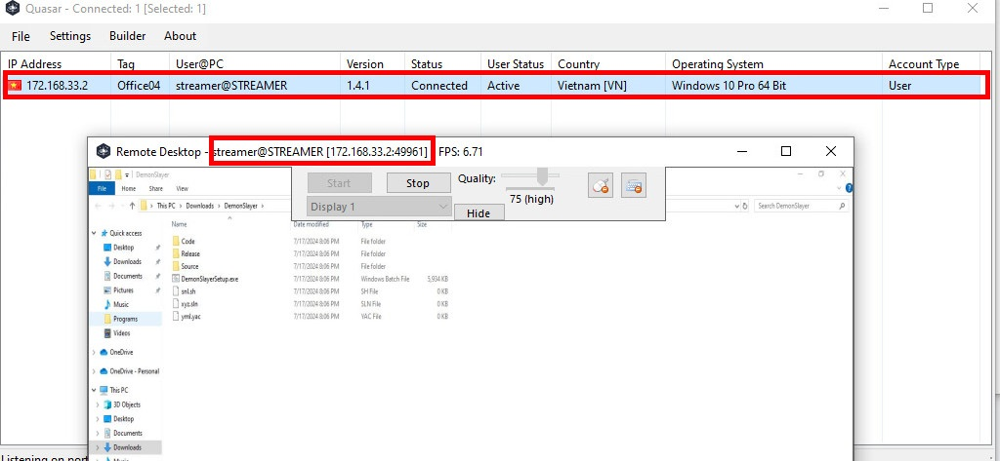 Quasar - Connected: 1 [Selected: 1]
File Settings Builder About
IP Address Tag User@PC Version Status User Status Country Operating System Account Type
172.168.33.2 Office04 streamer@STREAMER 1.4.1 Connected Active Vietnam [VN] Windows 10 Pro 64 Bit User
Remote Desktop - streamer@STREAMER [172.168.33.2:49961] FPS: 6.71
DemonSlayer
Start Stop Quality:
75 (high)
Display 1 Hide
File Home Share View
This PC Downloads DemonSlayer Search DemonSlayer
Name Date modified Type Size
Quick access
Desktop
Downloads
Documents
Pictures
Music
Programs
Videos
OneDrive
OneDrive - Personal
This PC
3D Objects
Desktop
Documents
Downloads
Music
Code 7/17/2024 8:06 PM File folder
Release 7/17/2024 8:06 PM File folder
Source 7/17/2024 8:06 PM File folder
DemonSlayerSetup.exe 7/17/2024 8:06 PM Windows Batch File 5,934 KB
snl.sh 7/17/2024 8:06 PM SH File 0 KB
xyz.sln 7/17/2024 8:06 PM SLN File 0 KB
yml.yac 7/17/2024 8:06 PM YAC File 0 KB
Listening on port